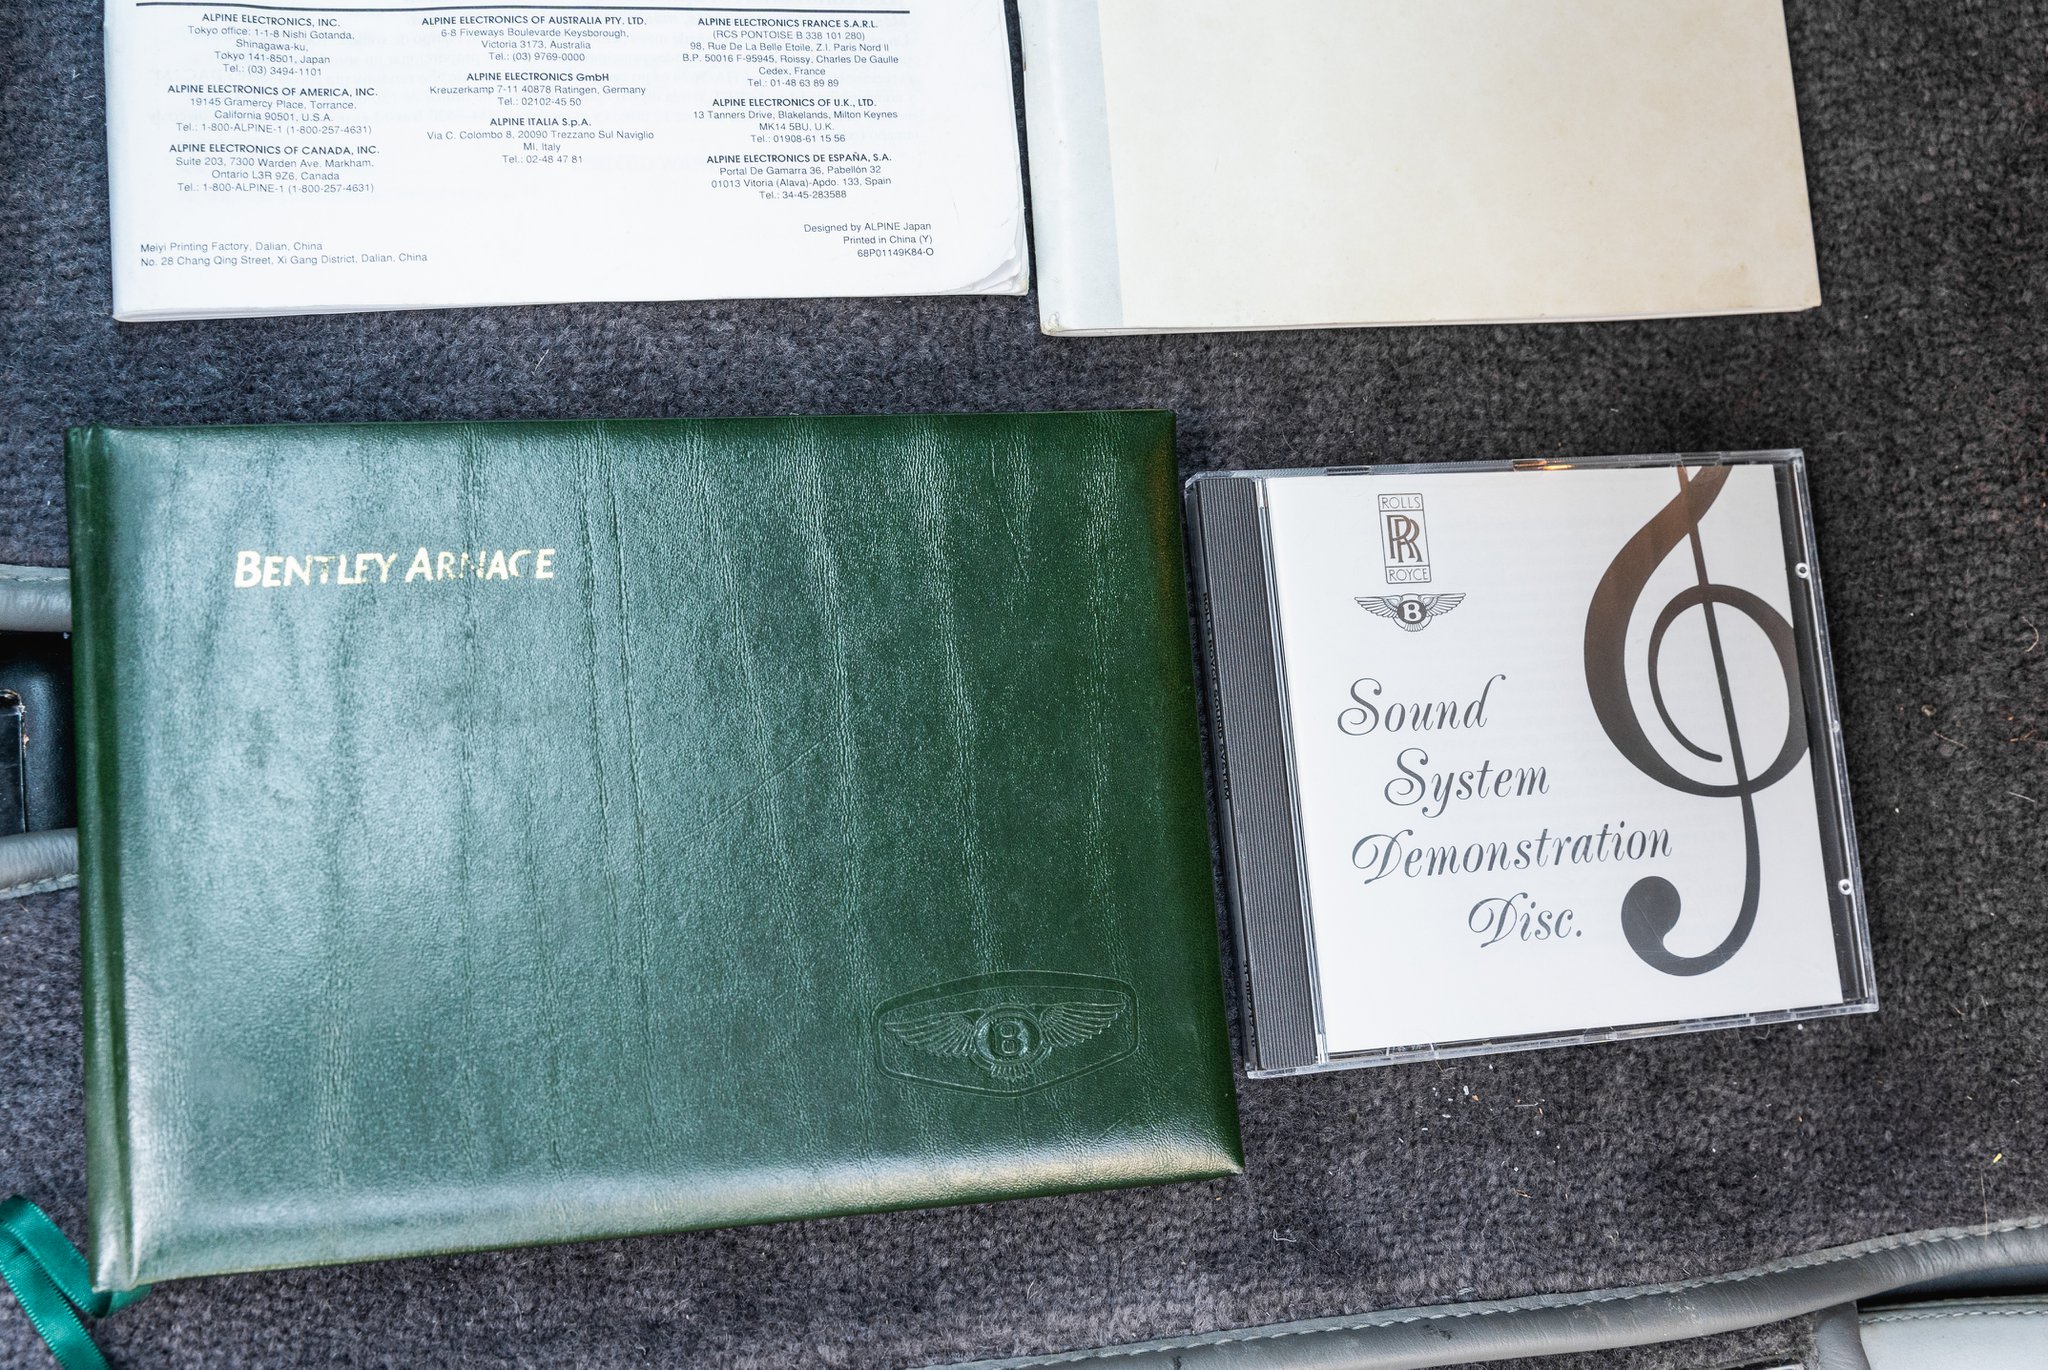 ALPINE ELECTRONICS, INC.
Tokyo office: 1-1-8 Nishi Gotanda,
Shinagawa-ku,
Tokyo 141-8501, Japan
Tel.: (03) 3494-1101
ALPINE ELECTRONICS OF AMERICA, INC.
19145 Gramercy Place, Torrance,
California 90501, U.S.A.
Tel.: 1-800-ALPINE-1 (1-800-257-4631)
ALPINE ELECTRONICS OF CANADA, INC.
Suite 203, 7300 Warden Ave. Markham,
Ontario L3R 9Z6, Canada
Tel.: 1-800-ALPINE-1 (1-800-257-4631)
ALPINE ELECTRONICS OF AUSTRALIA PTY. LTD.
6-8 Fiveways Boulevarde Keysborough,
Victoria 3173, Australia
Tel.: (03) 9769-0000
ALPINE ELECTRONICS GmbH
Kreuzerkamp 7-11 40878 Ratingen, Germany
Tel.: 02102-45 50
ALPINE ITALIA S.p.A.
Via C. Colombo 8, 20090 Trezzano Sul Naviglio
MI, Italy
Tel.: 02-48 47 81
ALPINE ELECTRONICS FRANCE S.A.R.L.
(RCS PONTOISE B 338 101 280)
98, Rue De La Belle Etoile, Z.I. Paris Nord II
B.P. 50016 F-95945, Roissy, Charles De Gaulle
Cedex, France
Tel.: 01-48 63 89 89
ALPINE ELECTRONICS OF U.K., LTD.
13 Tanners Drive, Blakelands, Milton Keynes
MK14 5BU, U.K.
Tel.: 01908-61 15 56
ALPINE ELECTRONICS DE ESPAÑA, S.A.
Portal De Gamarra 36, Pabellón 32
01013 Vitoria (Alava)-Apdo. 133, Spain
Tel.: 34-45-283588
Designed by ALPINE Japan
Printed in China (Y)
68P01149K84-O
Meiyi Printing Factory, Dalian, China
No. 28 Chang Qing Street, Xi Gang District, Dalian, China
BENTLEY ARNAGE
B
ROLLS
RR
ROYCE
B
Sound
System
Demonstration
Disc.